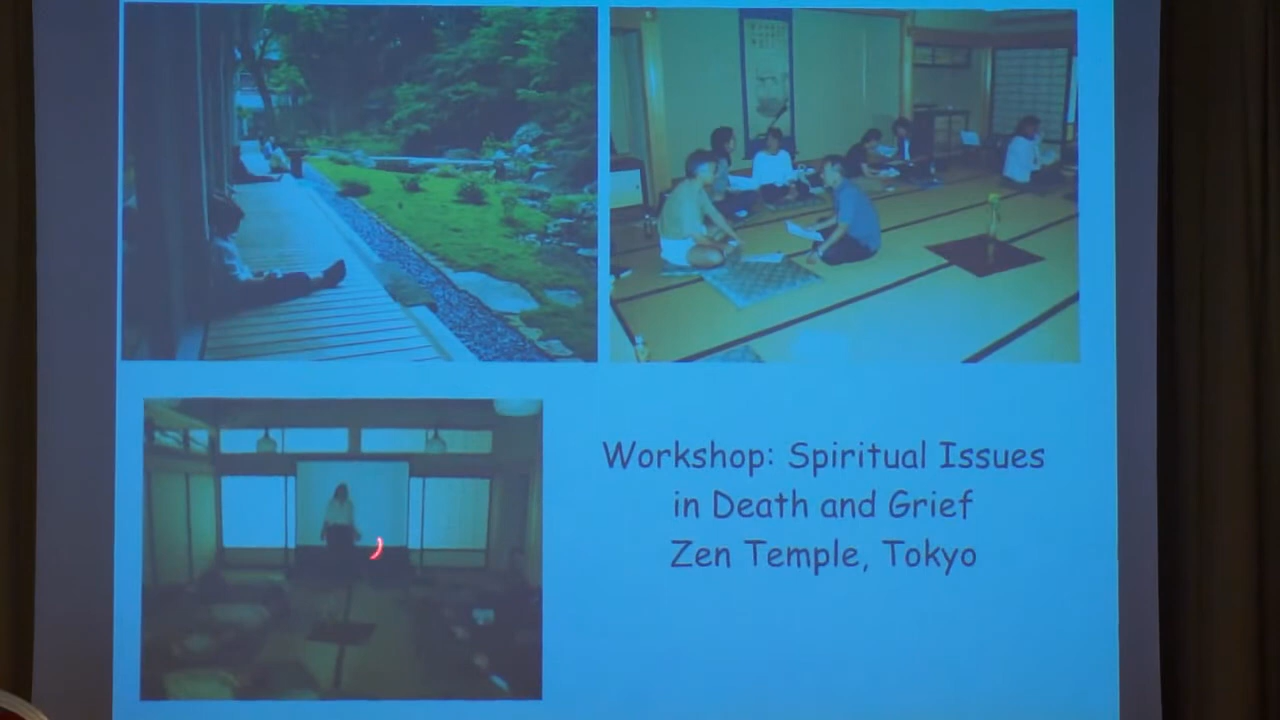 Workshop: Spiritual Issues
in Death and Grief
Zen Temple, Tokyo